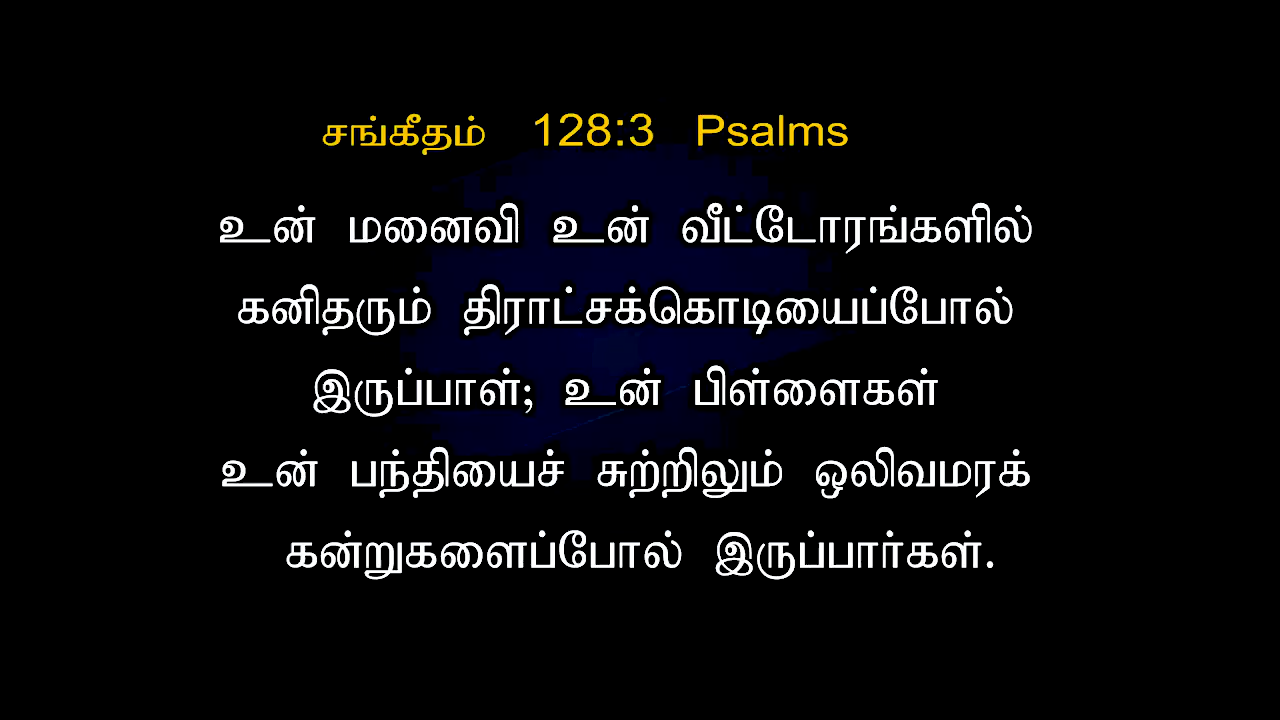 சங்கீதம் 128:3 Psalms
உன் மனைவி உன் வீட்டோரங்களில்
கனிதரும் திராட்சக்கொடியைப்போல்
இருப்பாள்; உன் பிள்ளைகள்
உன் பந்தியைச் சுற்றிலும் ஒலிவமரக்
கன்றுகளைப்போல் இருப்பார்கள்.